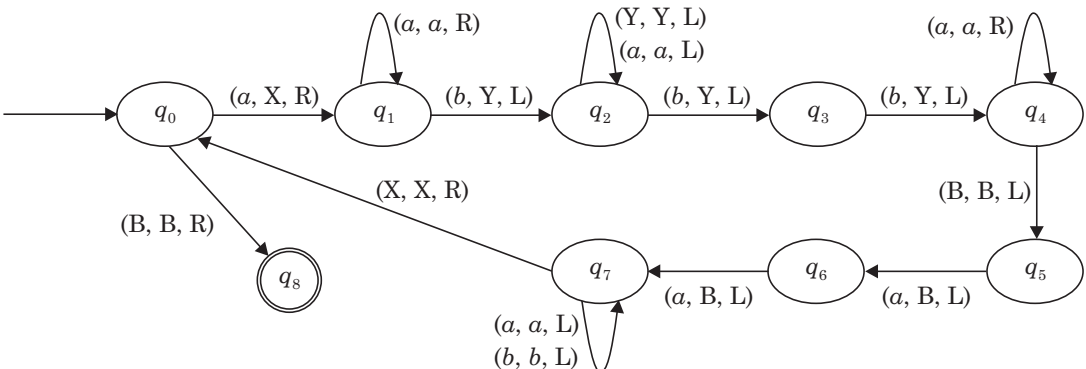 (a, a, R)
(Y, Y, L)
(a, a, L)
(a, a, R)
q0
(a, X, R)
q1
(b, Y, L)
q2
(b, Y, L)
q3
(b, Y, L)
q4
(X, X, R)
(B, B, L)
(B, B, R)
q8
q7
(a, B, L)
q6
(a, B, L)
q5
(a, a, L)
(b, b, L)